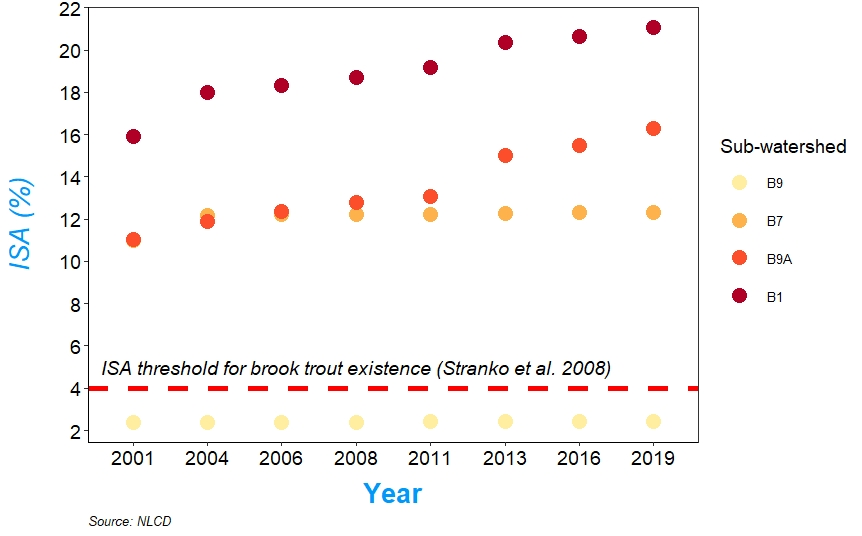 22
20
18
16
14
12
10
8
6
4
2
ISA (%)
ISA threshold for brook trout existence (Stranko et al. 2008)
2001 2004 2006 2008 2011 2013 2016 2019
Year
Source: NLCD
Sub-watershed
B9
B7
B9A
B1